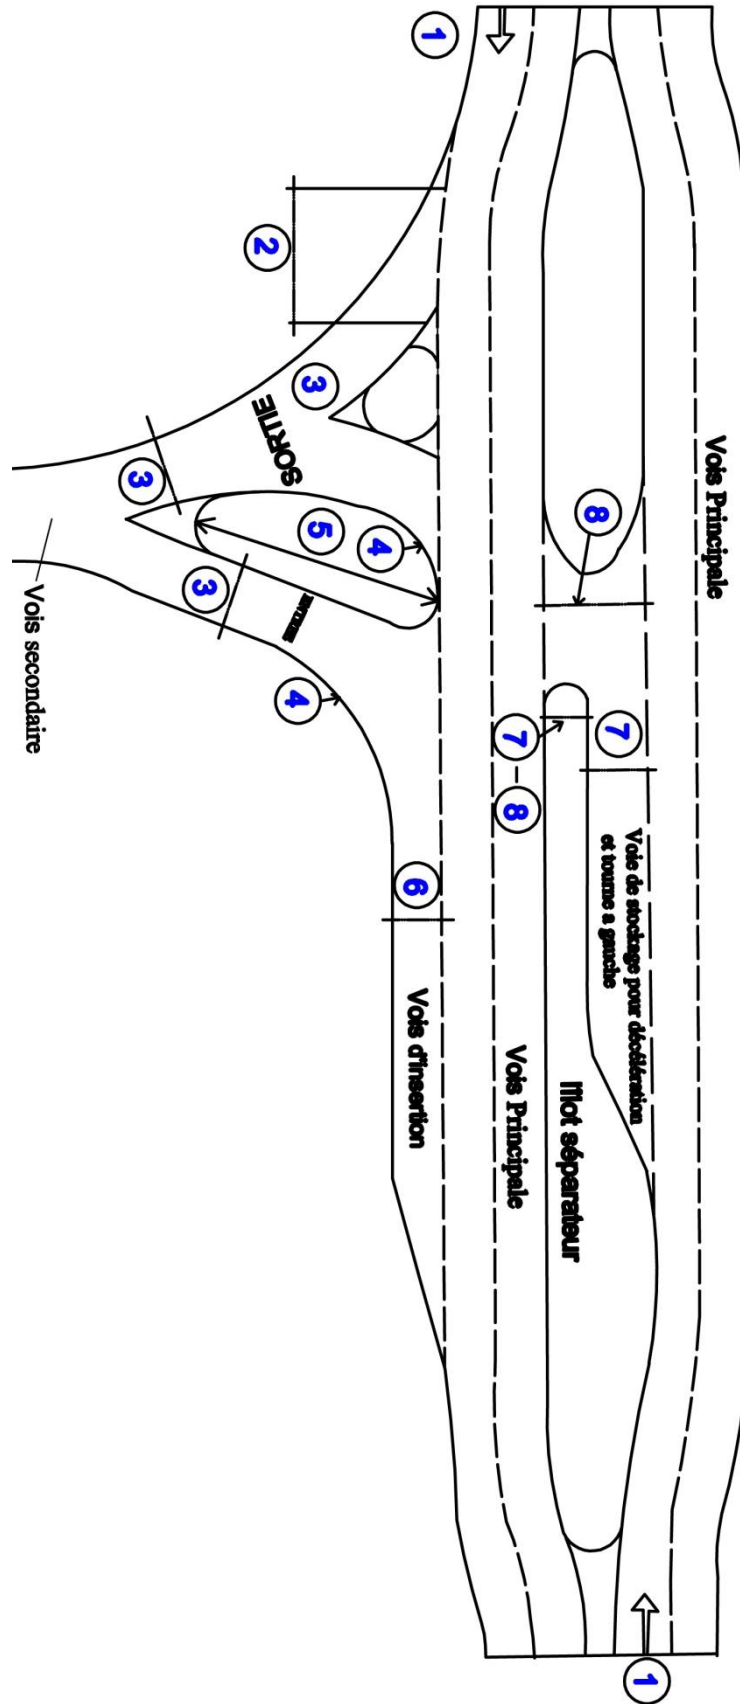 Vois Principale
1
8
7
Voie de stockage pour décélération
et tourne a gauche
l'îlot séparateur
7 – 8
Vois Principale
1
6
Vois d'insertion
4
5
3
4
SORTIE
2
3
3
Vois secondaire